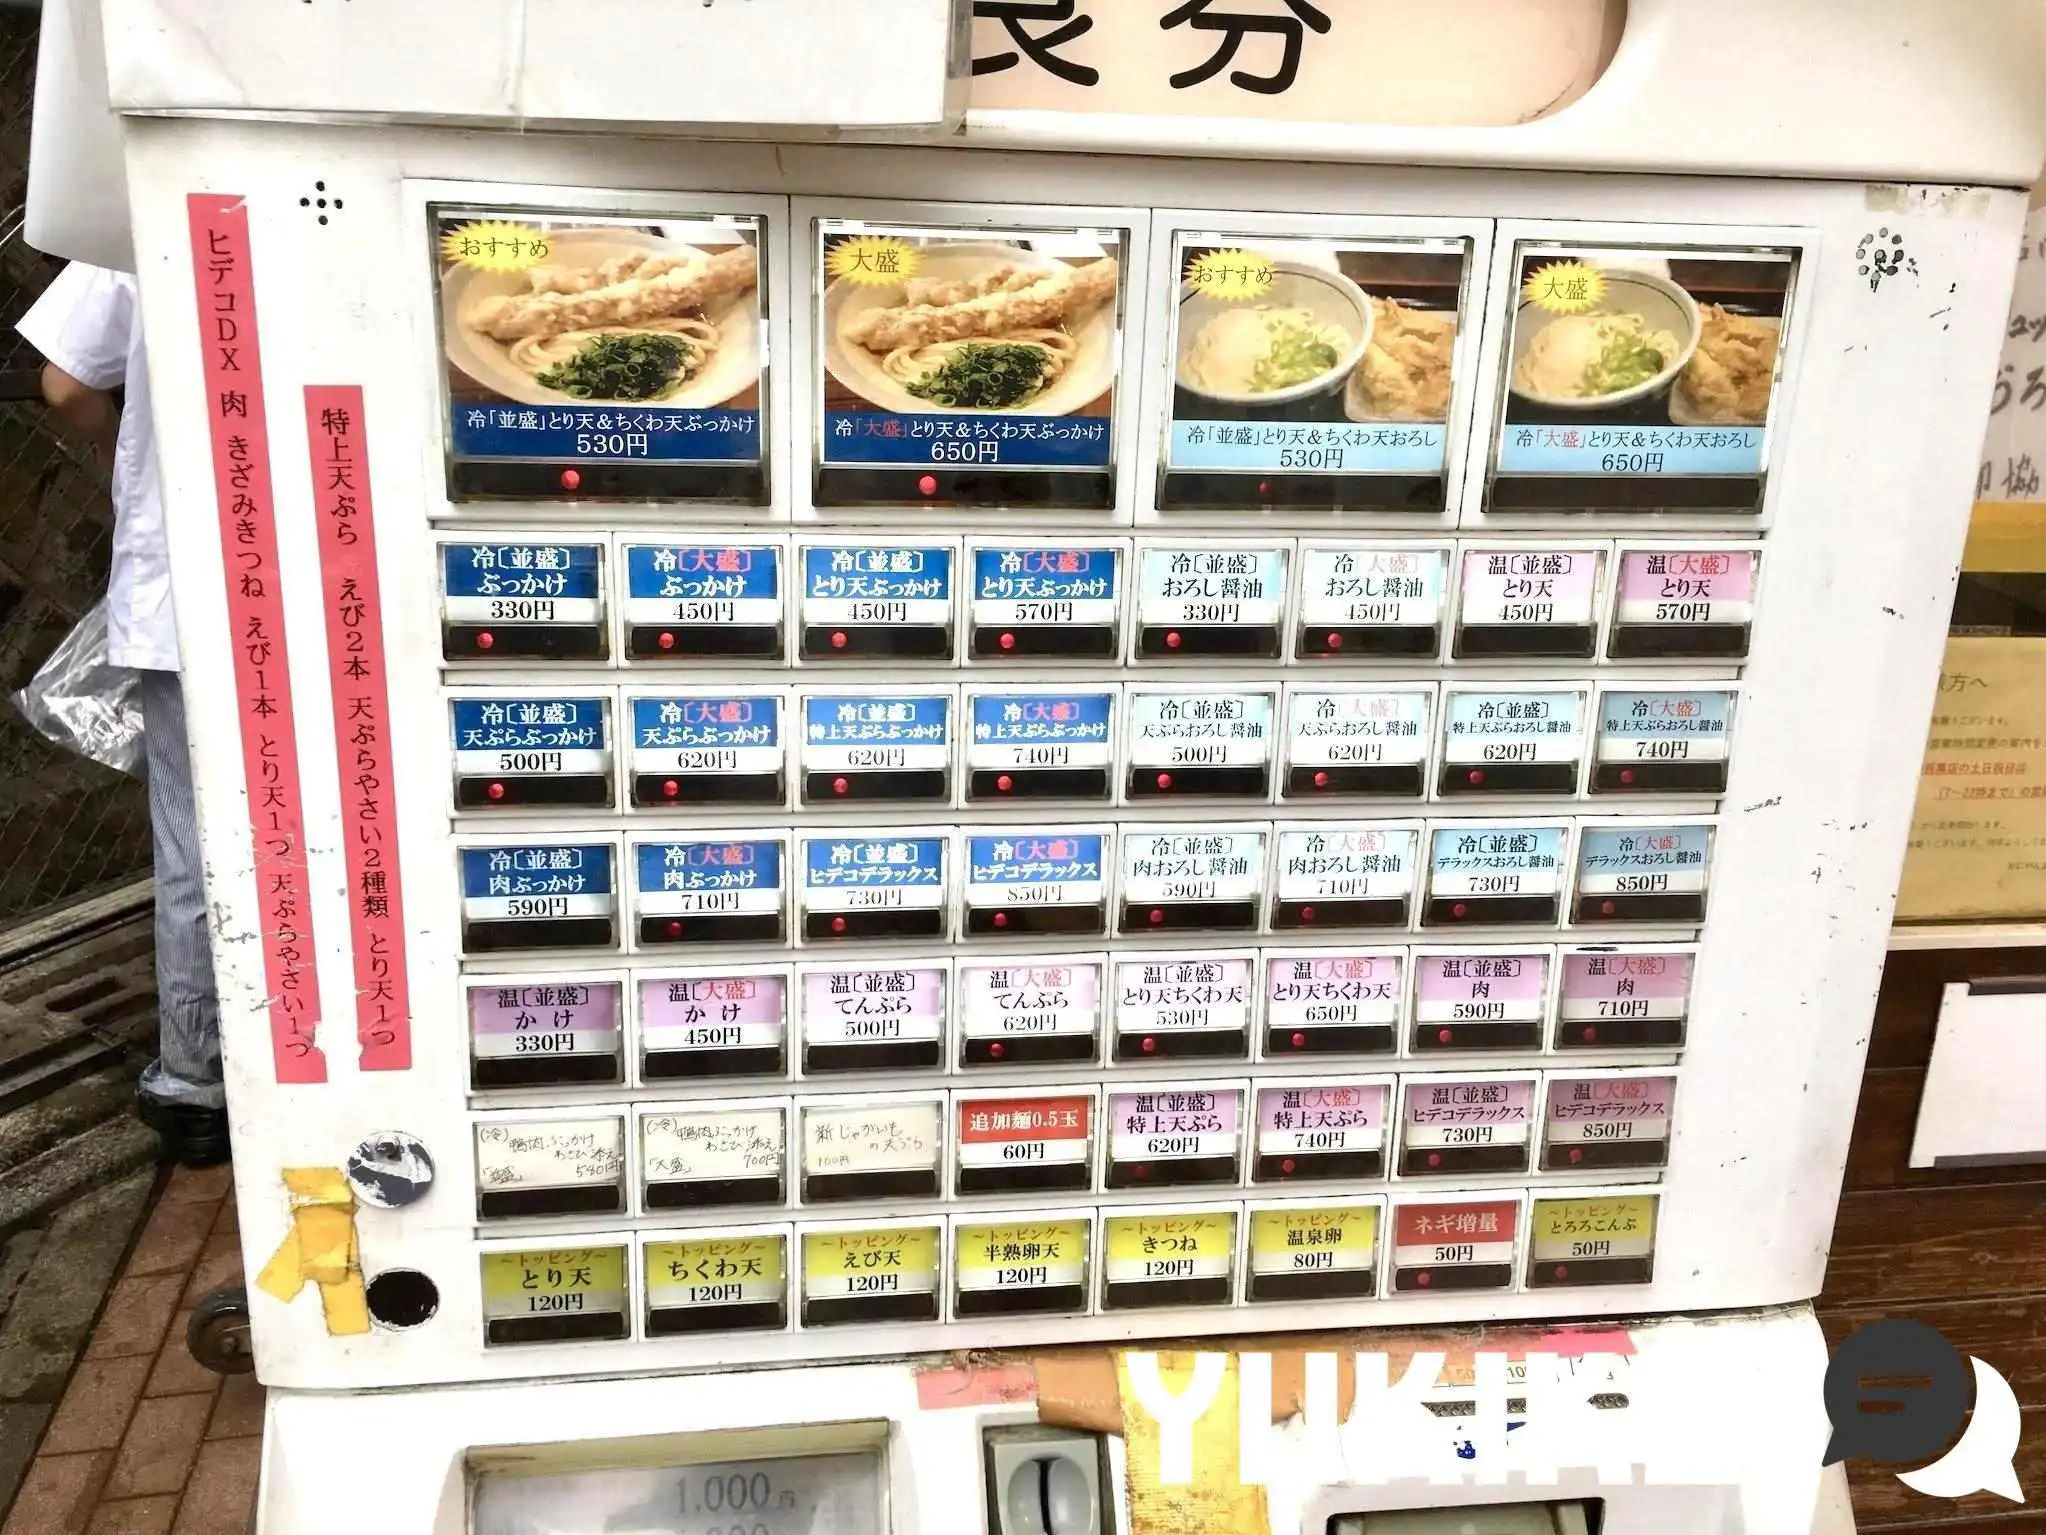 食分
ヒデコDX 肉 きざみきつね えび1本 とり天1つ 天ぷらやさい1つ
特上天ぷら えび2本 天ぷらやさい2種類 とり天1つ
おすすめ
冷「並盛」とり天&ちくわ天ぶっかけ
530円
大盛
冷「大盛」とり天&ちくわ天ぶっかけ
650円
おすすめ
冷「並盛」とり天&ちくわ天おろし
530円
大盛
冷「大盛」とり天&ちくわ天おろし
650円
冷〔並盛〕
ぶっかけ
330円
冷〔大盛〕
ぶっかけ
450円
冷〔並盛〕
とり天ぶっかけ
450円
冷〔大盛〕
とり天ぶっかけ
570円
冷〔並盛〕
おろし醤油
330円
冷〔大盛〕
おろし醤油
450円
温〔並盛〕
とり天
450円
温〔大盛〕
とり天
570円
冷〔並盛〕
天ぷらぶっかけ
500円
冷〔大盛〕
天ぷらぶっかけ
620円
冷〔並盛〕
特上天ぷらぶっかけ
620円
冷〔大盛〕
特上天ぷらぶっかけ
740円
冷〔並盛〕
天ぷらおろし醤油
500円
冷〔大盛〕
天ぷらおろし醤油
620円
冷〔並盛〕
特上天ぷらおろし醤油
620円
冷〔大盛〕
特上天ぷらおろし醤油
740円
冷〔並盛〕
肉ぶっかけ
590円
冷〔大盛〕
肉ぶっかけ
710円
冷〔並盛〕
ヒデコデラックス
730円
冷〔大盛〕
ヒデコデラックス
850円
冷〔並盛〕
肉おろし醤油
590円
冷〔大盛〕
肉おろし醤油
710円
冷〔並盛〕
デラックスおろし醤油
730円
冷〔大盛〕
デラックスおろし醤油
850円
温〔並盛〕
かけ
330円
温〔大盛〕
かけ
450円
温〔並盛〕
てんぷら
500円
温〔大盛〕
てんぷら
620円
温〔並盛〕
とり天ちくわ天
530円
温〔大盛〕
とり天ちくわ天
650円
温〔並盛〕
肉
590円
温〔大盛〕
肉
710円
(冷)鴨肉ぶっかけ
わさび添え
「並盛」 580円
(冷)鴨肉ぶっかけ
わさび添え
「大盛」 700円
新じゃがいも
の天ぷら
100円
追加麺0.5玉
60円
温〔並盛〕
特上天ぷら
620円
温〔大盛〕
特上天ぷら
740円
温〔並盛〕
ヒデコデラックス
730円
温〔大盛〕
ヒデコデラックス
850円
~トッピング~
とり天
120円
~トッピング~
ちくわ天
120円
~トッピング~
えび天
120円
~トッピング~
半熟卵天
120円
~トッピング~
きつね
120円
~トッピング~
温泉卵
80円
ネギ増量
50円
~トッピング~
とろろこんぶ
50円
1,000円
YUKIE